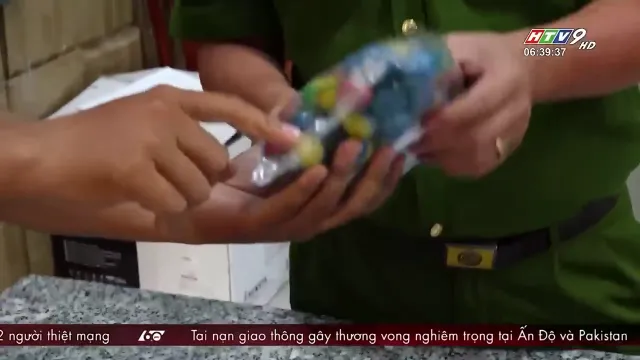 HTV9 HD
06:39:37
2 người thiệt mạng 60 Tai nạn giao thông gây thương vong nghiêm trọng tại Ấn Độ và Pakistan